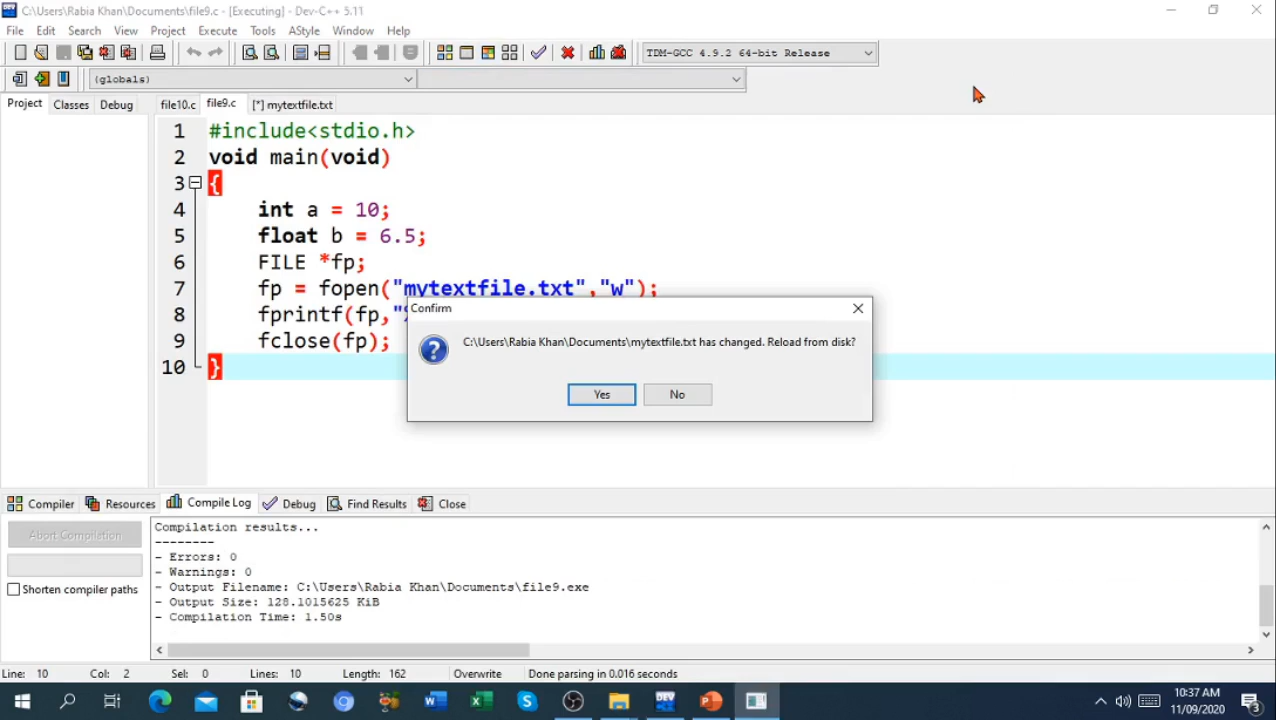 C:\Users\Rabia Khan\Documents\file9.c - [Executing] - Dev-C++ 5.11
File Edit Search View Project Execute Tools AStyle Window Help
TDM-GCC 4.9.2 64-bit Release
(globals)
Project Classes Debug file10.c file9.c [*] mytextfile.txt
1 #include<stdio.h>
2 void main(void)
3 {
4 int a = 10;
5 float b = 6.5;
6 FILE *fp;
7 fp = fopen("mytextfile.txt","w");
8 fprintf(fp,"
9 fclose(fp);
10 }
Confirm
C:\Users\Rabia Khan\Documents\mytextfile.txt has changed. Reload from disk?
Yes No
Compiler Resources Compile Log Debug Find Results Close
Abort Compilation
Shorten compiler paths
Compilation results...
--------
- Errors: 0
- Warnings: 0
- Output Filename: C:\Users\Rabia Khan\Documents\file9.exe
- Output Size: 128.1015625 KiB
- Compilation Time: 1.50s
Line: 10 Col: 2 Sel: 0 Lines: 10 Length: 162 Overwrite Done parsing in 0.016 seconds
10:37 AM
11/09/2020
3